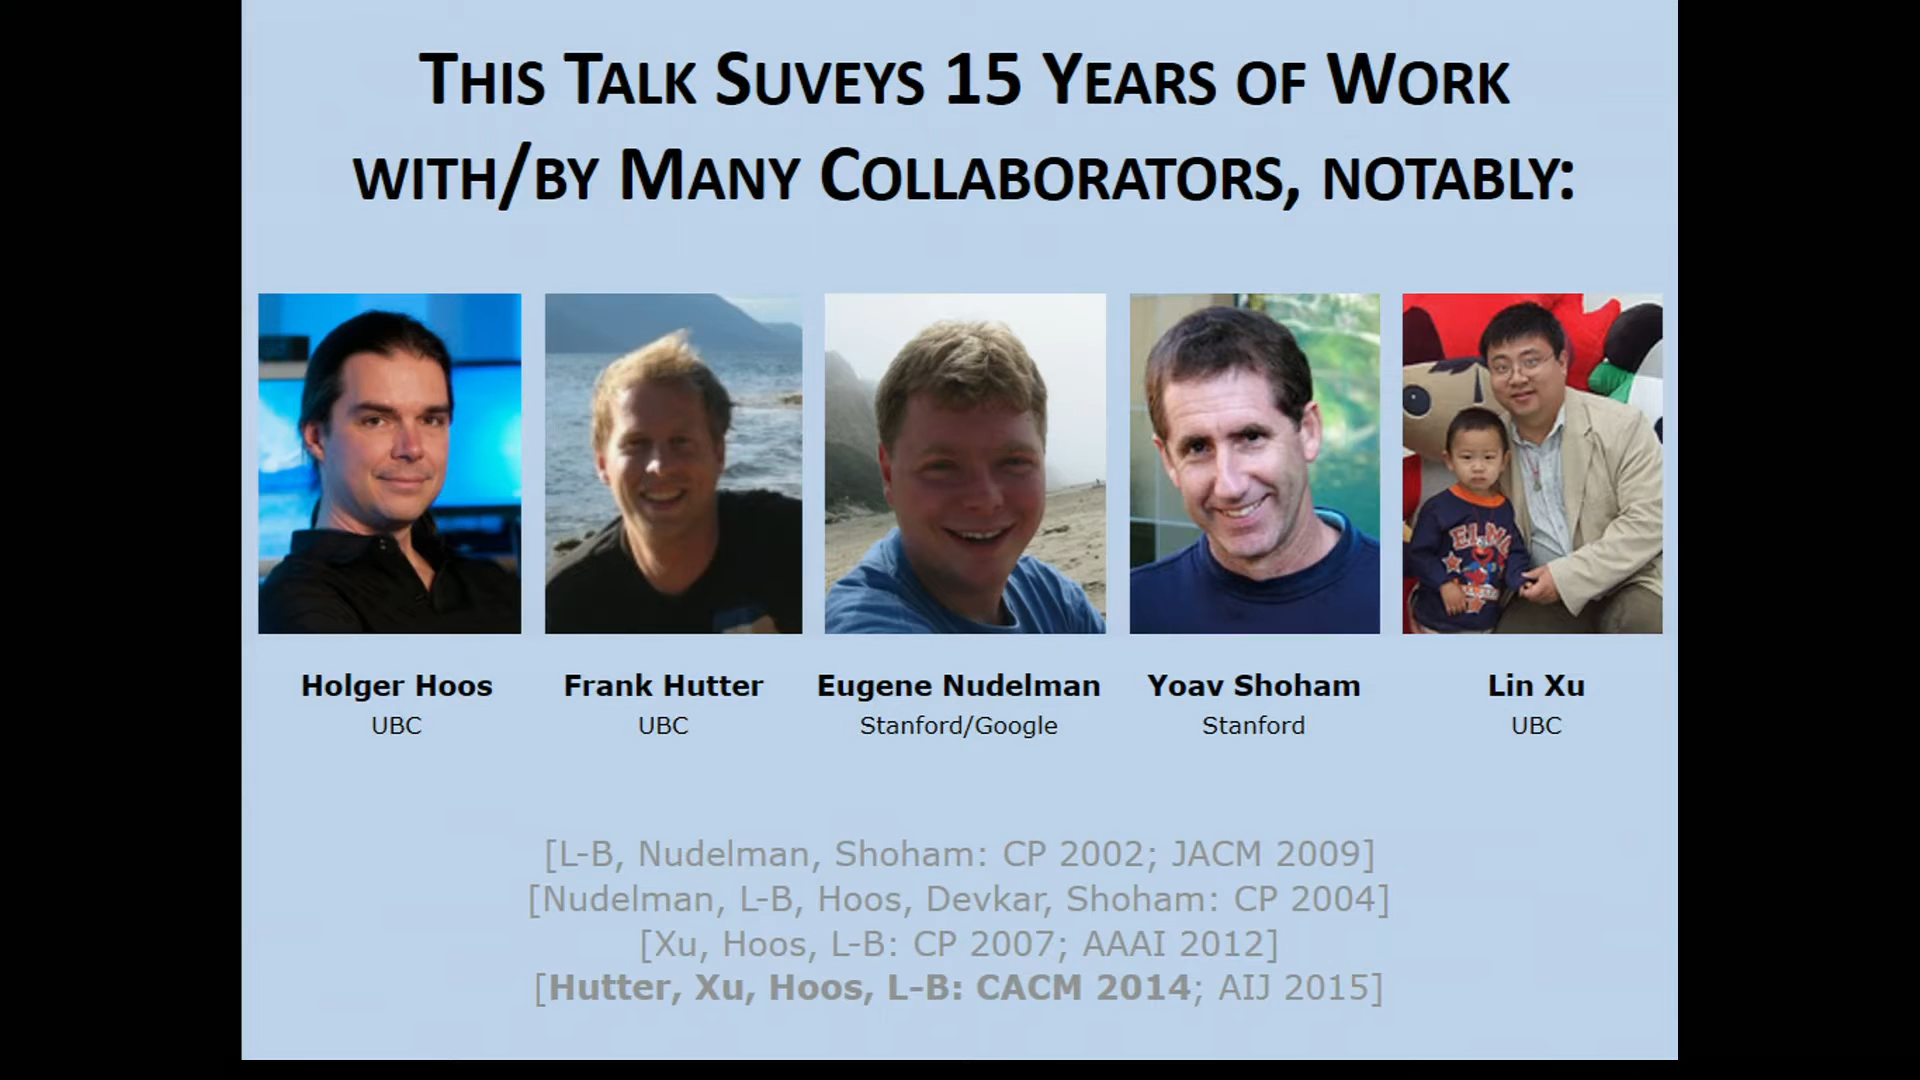 THIS TALK SUVEYS 15 YEARS OF WORK
WITH/BY MANY COLLABORATORS, NOTABLY:
ELMO
Holger Hoos
UBC
Frank Hutter
UBC
Eugene Nudelman
Stanford/Google
Yoav Shoham
Stanford
Lin Xu
UBC
[L-B, Nudelman, Shoham: CP 2002; JACM 2009]
[Nudelman, L-B, Hoos, Devkar, Shoham: CP 2004]
[Xu, Hoos, L-B: CP 2007; AAAI 2012]
[Hutter, Xu, Hoos, L-B: CACM 2014; AIJ 2015]